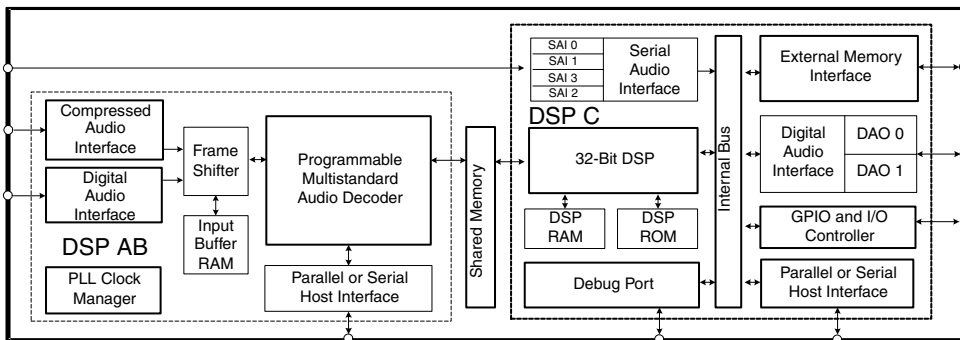 Compressed
Audio
Interface
Digital
Audio
Interface
DSP AB
PLL Clock
Manager
Frame
Shifter
Input
Buffer
RAM
Programmable
Multistandard
Audio Decoder
Parallel or Serial
Host Interface
Shared Memory
SAI 0
SAI 1
SAI 3
SAI 2
Serial
Audio
Interface
DSP C
32-Bit DSP
DSP
RAM
DSP
ROM
Debug Port
Internal Bus
External Memory
Interface
Digital
Audio
Interface
DAO 0
DAO 1
GPIO and I/O
Controller
Parallel or Serial
Host Interface